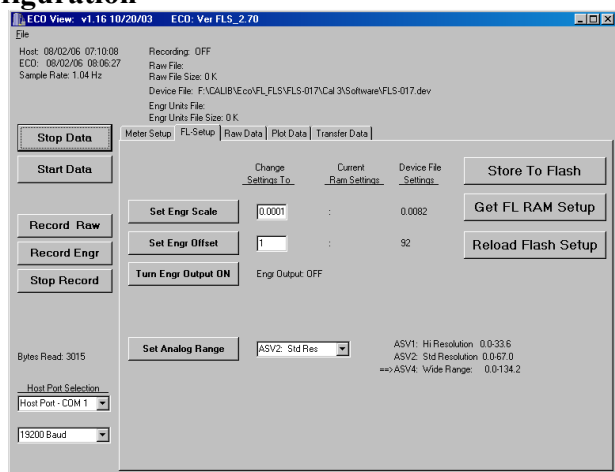 iguration
ECO View: v1.16 10/20/03 ECO: Ver FLS_2.70
File
Host: 08/02/06 07:10:08
ECO: 08/02/06 08:06:27
Sample Rate: 1.04 Hz
Recording: OFF
Raw File:
Raw File Size: 0 K
Device File: F:\CALIB\Eco\FL_FLS\FLS-017\Cal 3\Software\FLS-017.dev
Engr Units File:
Engr Units File Size: 0 K
Stop Data
Start Data
Record Raw
Record Engr
Stop Record
Bytes Read: 3015
Host Port Selection
Host Port - COM 1
19200 Baud
Meter Setup FL-Setup Raw Data Plot Data Transfer Data
Change Settings To Current Ram Settings Device File Settings
Set Engr Scale 0.0001 : 0.0082
Set Engr Offset 1 : 92
Turn Engr Output ON Engr Output: OFF
Set Analog Range ASV2: Std Res
ASV1: Hi Resolution 0.0-33.6
ASV2: Std Resolution 0.0-67.0
==>ASV4: Wide Range: 0.0-134.2
Store To Flash
Get FL RAM Setup
Reload Flash Setup